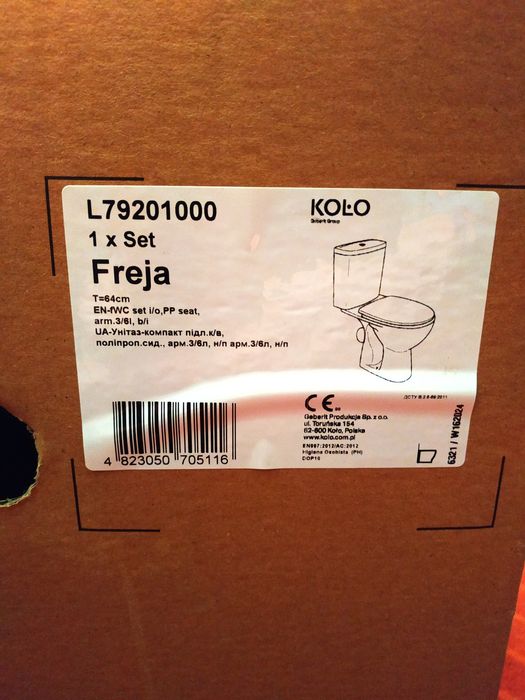 L79201000
1 x Set
Freja
T=64cm
EN-fWC set i/o,PP seat,
arm.3/6l, b/i
UA-Унітаз-компакт підл.к/в,
поліпроп.сид., арм.3/6л, н/п арм.3/6л, н/п
KOŁO
Geberit Group
ДСТУ Б 2.5-69:2011
CE
Geberit Produkcja Sp. z o.o.
ul. Toruńska 154
62-600 Koło, Polska
www.kolo.com.pl
EN997:2012/AC:2012
Higiena Osobista (PH)
DOP10
4 823050 705116
6321 / W162024